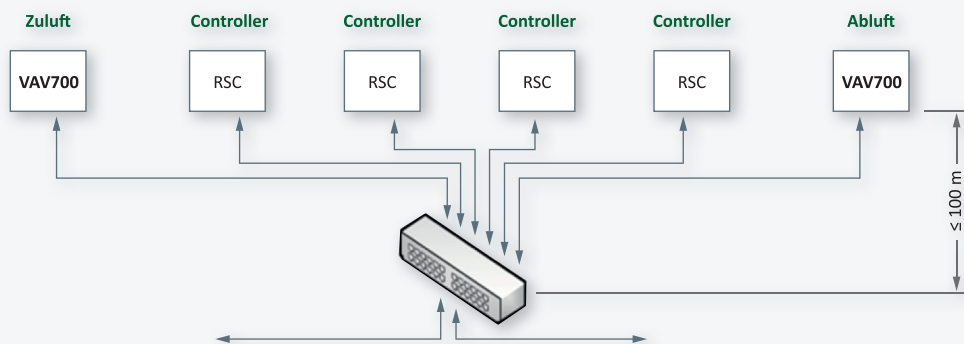 Zuluft
Controller
Controller
Controller
Controller
Abluft
VAV700
RSC
RSC
RSC
RSC
VAV700
≤ 100 m